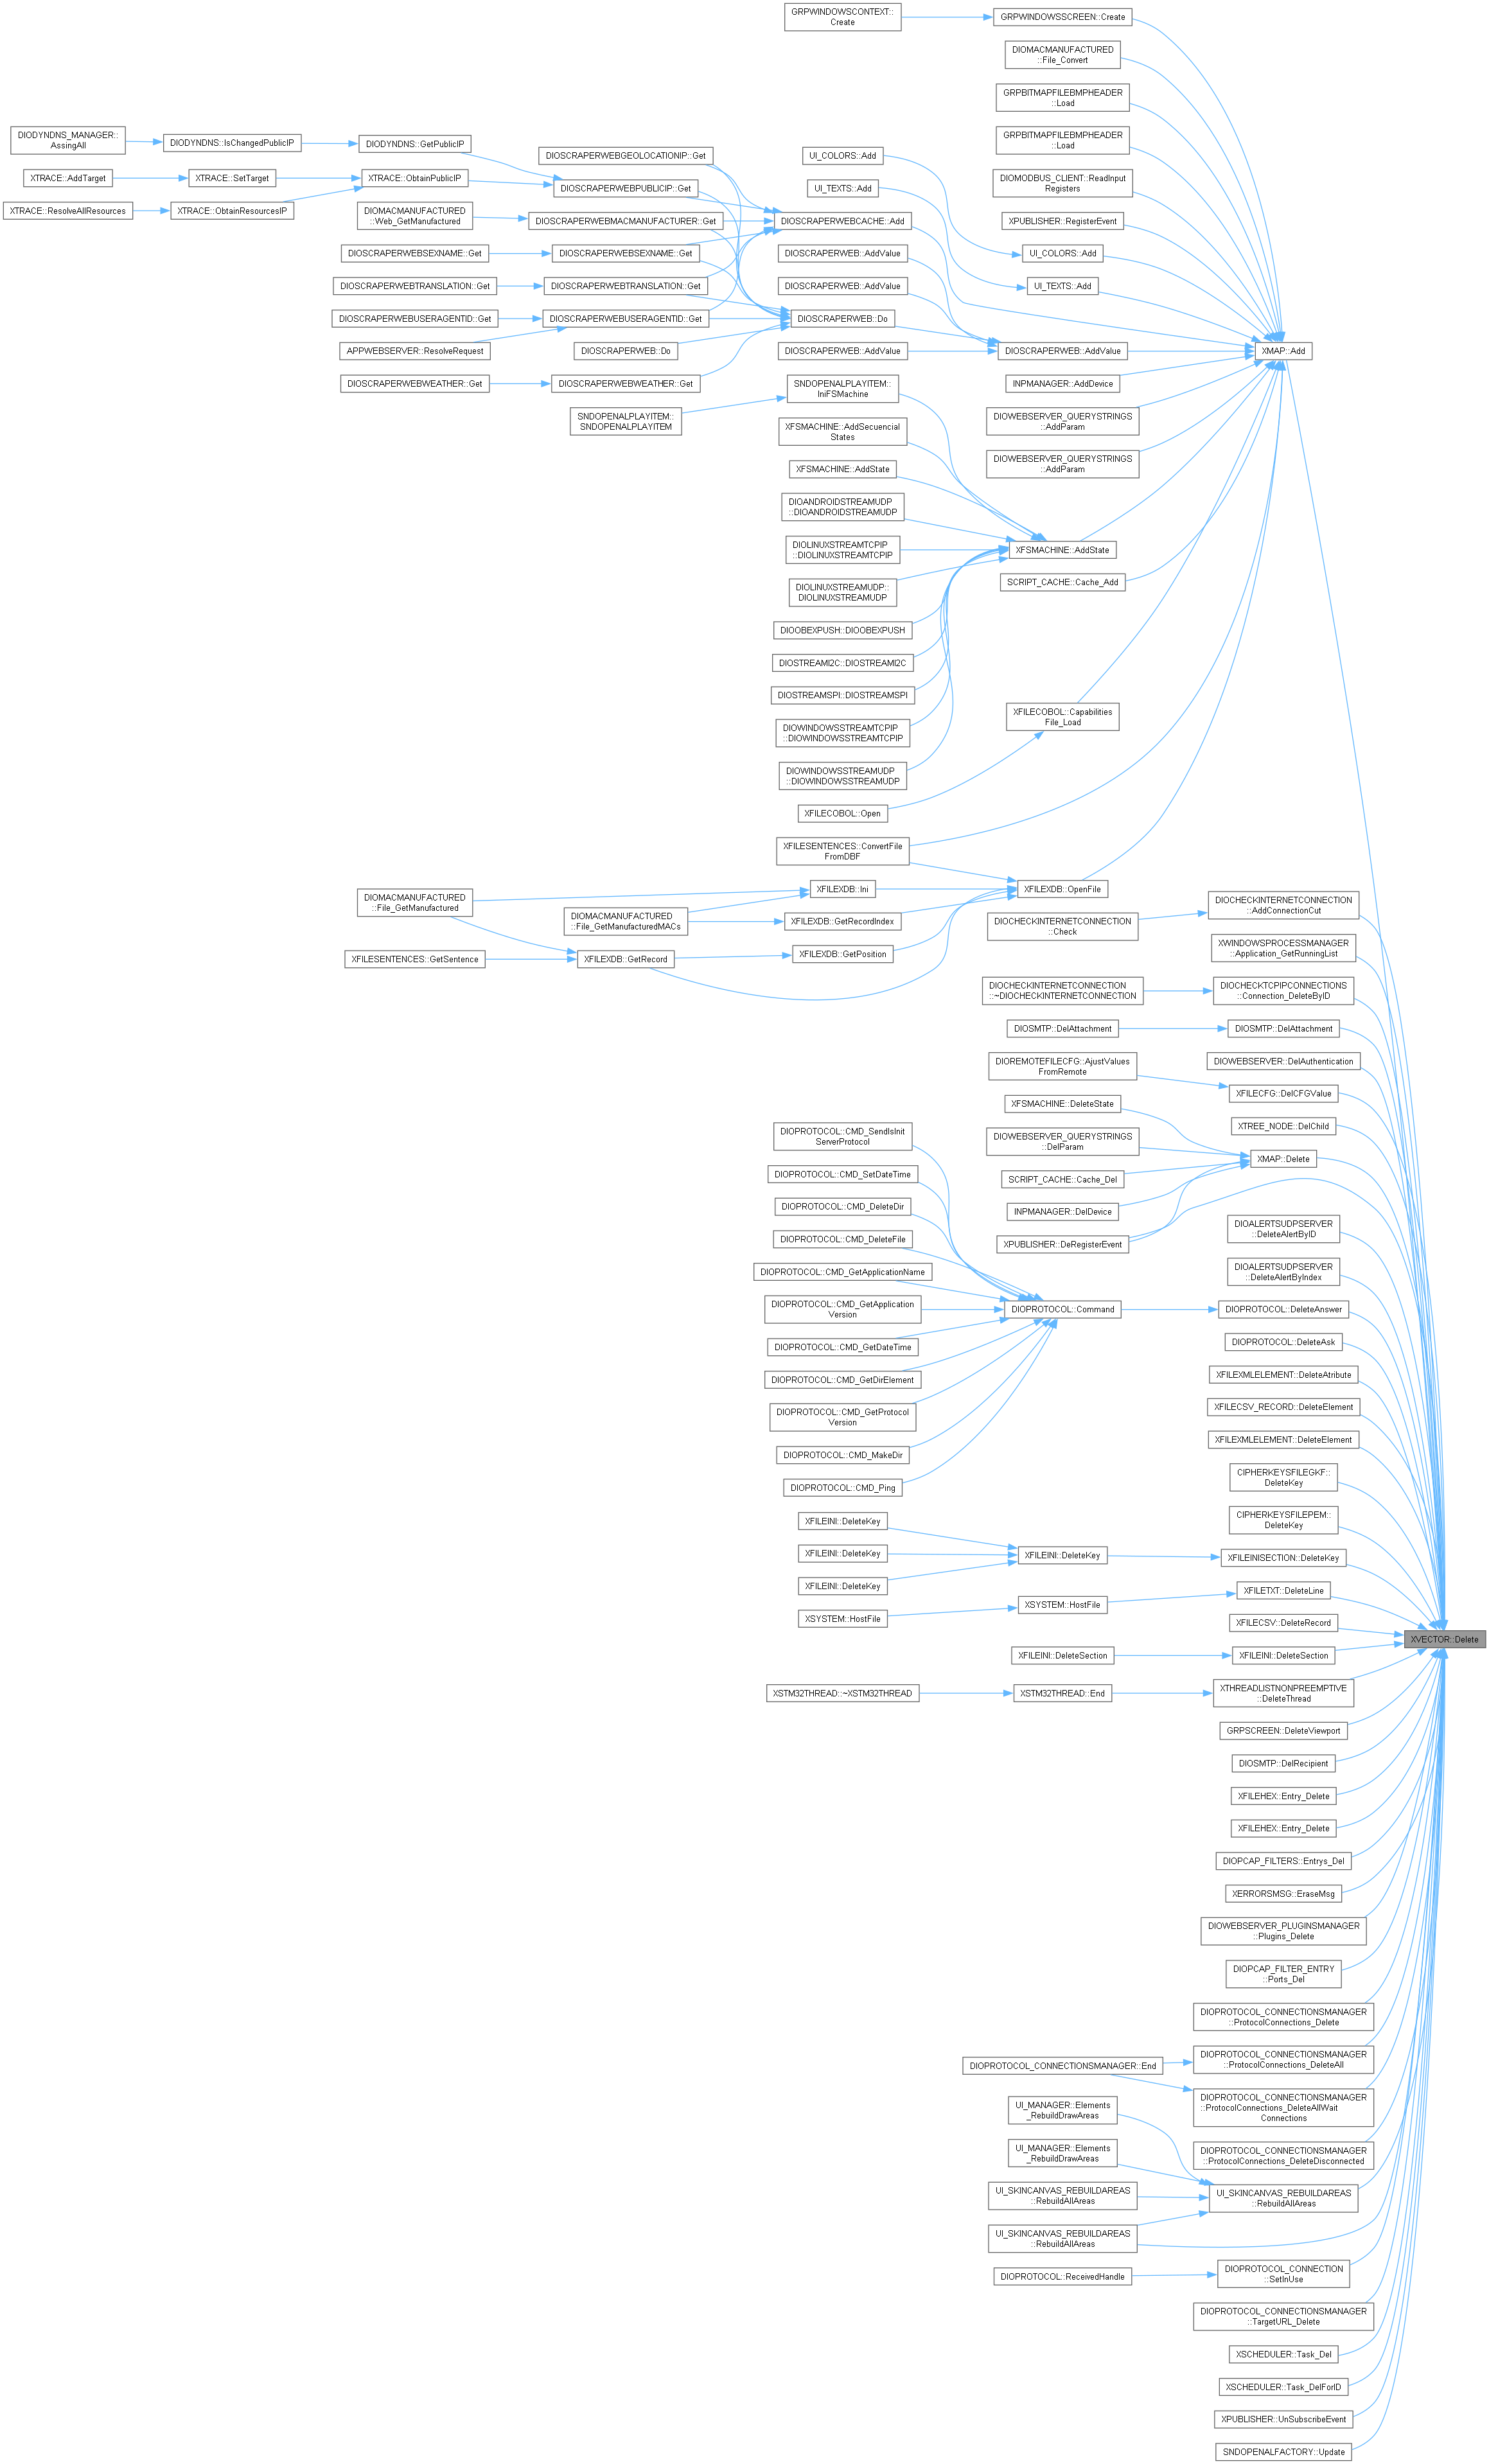 GRPWINDOWSCONTEXT::
Create
GRPWINDOWSSCREEN::Create
DIOMACMANUFACTURED
::File_Convert
GRPBITMAPFILEBMPHEADER
::Load
GRPBITMAPFILEBMPHEADER
::Load
DIODYNDNS_MANAGER::
AssingAll
DIODYNDNS::IsChangedPublicIP
DIODYNDNS::GetPublicIP
DIOSCRAPERWEBGEOLOCATIONIP::Get
UI_COLORS::Add
DIOMODBUS_CLIENT::ReadInput
Registers
XTRACE::AddTarget
XTRACE::SetTarget
XTRACE::ObtainPublicIP
DIOSCRAPERWEBPUBLICIP::Get
UI_TEXTS::Add
XPUBLISHER::RegisterEvent
XTRACE::ResolveAllResources
XTRACE::ObtainResourcesIP
DIOMACMANUFACTURED
::Web_GetManufactured
DIOSCRAPERWEBMACMANUFACTURER::Get
DIOSCRAPERWEBCACHE::Add
UI_COLORS::Add
DIOSCRAPERWEBSEXNAME::Get
DIOSCRAPERWEBSEXNAME::Get
DIOSCRAPERWEB::AddValue
UI_TEXTS::Add
DIOSCRAPERWEBTRANSLATION::Get
DIOSCRAPERWEBTRANSLATION::Get
DIOSCRAPERWEB::AddValue
DIOSCRAPERWEBUSERAGENTID::Get
DIOSCRAPERWEBUSERAGENTID::Get
DIOSCRAPERWEB::Do
APPWEBSERVER::ResolveRequest
DIOSCRAPERWEB::Do
DIOSCRAPERWEB::AddValue
DIOSCRAPERWEB::AddValue
XMAP::Add
DIOSCRAPERWEBWEATHER::Get
DIOSCRAPERWEBWEATHER::Get
SNDOPENALPLAYITEM::
IniFSMachine
INPMANAGER::AddDevice
SNDOPENALPLAYITEM::
SNDOPENALPLAYITEM
DIOWEBSERVER_QUERYSTRINGS
::AddParam
XFSMACHINE::AddSecuencial
States
DIOWEBSERVER_QUERYSTRINGS
::AddParam
XFSMACHINE::AddState
DIOANDROIDSTREAMUDP
::DIOANDROIDSTREAMUDP
DIOLINUXSTREAMTCPIP
::DIOLINUXSTREAMTCPIP
XFSMACHINE::AddState
DIOLINUXSTREAMUDP::
DIOLINUXSTREAMUDP
SCRIPT_CACHE::Cache_Add
DIOOBEXPUSH::DIOOBEXPUSH
DIOSTREAMI2C::DIOSTREAMI2C
DIOSTREAMSPI::DIOSTREAMSPI
DIOWINDOWSSTREAMTCPIP
::DIOWINDOWSSTREAMTCPIP
XFILECOBOL::Capabilities
File_Load
DIOWINDOWSSTREAMUDP
::DIOWINDOWSSTREAMUDP
XFILECOBOL::Open
XFILESENTENCES::ConvertFile
FromDBF
DIOMACMANUFACTURED
::File_GetManufactured
XFILEXDB::Ini
XFILEXDB::OpenFile
DIOMACMANUFACTURED
::File_GetManufacturedMACs
XFILEXDB::GetRecordIndex
DIOCHECKINTERNETCONNECTION
::Check
DIOCHECKINTERNETCONNECTION
::AddConnectionCut
XFILESENTENCES::GetSentence
XFILEXDB::GetRecord
XFILEXDB::GetPosition
XWINDOWSPROCESSMANAGER
::Application_GetRunningList
DIOCHECKINTERNETCONNECTION
::~DIOCHECKINTERNETCONNECTION
DIOCHECKTCPIPCONNECTIONS
::Connection_DeleteByID
DIOSMTP::DelAttachment
DIOSMTP::DelAttachment
DIOREMOTEFILECFG::AjustValues
FromRemote
DIOWEBSERVER::DelAuthentication
XFILECFG::DelCFGValue
XFSMACHINE::DeleteState
XTREE_NODE::DelChild
DIOPROTOCOL::CMD_SendIsInit
ServerProtocol
DIOWEBSERVER_QUERYSTRINGS
::DelParam
XMAP::Delete
DIOPROTOCOL::CMD_SetDateTime
SCRIPT_CACHE::Cache_Del
DIOPROTOCOL::CMD_DeleteDir
INPMANAGER::DelDevice
DIOPROTOCOL::CMD_DeleteFile
XPUBLISHER::DeRegisterEvent
DIOALERTSUDPSERVER
::DeleteAlertByID
DIOPROTOCOL::CMD_GetApplicationName
DIOALERTSUDPSERVER
::DeleteAlertByIndex
DIOPROTOCOL::CMD_GetApplication
Version
DIOPROTOCOL::Command
DIOPROTOCOL::DeleteAnswer
DIOPROTOCOL::CMD_GetDateTime
DIOPROTOCOL::DeleteAsk
DIOPROTOCOL::CMD_GetDirElement
XFILEXMLELEMENT::DeleteAtribute
DIOPROTOCOL::CMD_GetProtocol
Version
XFILECSV_RECORD::DeleteElement
DIOPROTOCOL::CMD_MakeDir
XFILEXMLELEMENT::DeleteElement
DIOPROTOCOL::CMD_Ping
CIPHERKEYSFILEGKF::
DeleteKey
XFILEINI::DeleteKey
CIPHERKEYSFILEPEM::
DeleteKey
XFILEINI::DeleteKey
XFILEINI::DeleteKey
XFILEINISECTION::DeleteKey
XFILEINI::DeleteKey
XFILETXT::DeleteLine
XSYSTEM::HostFile
XSYSTEM::HostFile
XFILECSV::DeleteRecord
XVECTOR::Delete
XFILEINI::DeleteSection
XFILEINI::DeleteSection
XSTM32THREAD::~XSTM32THREAD
XSTM32THREAD::End
XTHREADLISTNONPREEMPTIVE
::DeleteThread
GRPSCREEN::DeleteViewport
DIOSMTP::DelRecipient
XFILEHEX::Entry_Delete
XFILEHEX::Entry_Delete
DIOPCAP_FILTERS::Entrys_Del
XERRORSMSG::EraseMsg
DIOWEBSERVER_PLUGINSMANAGER
::Plugins_Delete
DIOPCAP_FILTER_ENTRY
::Ports_Del
DIOPROTOCOL_CONNECTIONSMANAGER
::ProtocolConnections_Delete
DIOPROTOCOL_CONNECTIONSMANAGER::End
DIOPROTOCOL_CONNECTIONSMANAGER
::ProtocolConnections_DeleteAll
DIOPROTOCOL_CONNECTIONSMANAGER
::ProtocolConnections_DeleteAllWait
Connections
UI_MANAGER::Elements
_RebuildDrawAreas
UI_MANAGER::Elements
_RebuildDrawAreas
DIOPROTOCOL_CONNECTIONSMANAGER
::ProtocolConnections_DeleteDisconnected
UI_SKINCANVAS_REBUILDAREAS
::RebuildAllAreas
UI_SKINCANVAS_REBUILDAREAS
::RebuildAllAreas
UI_SKINCANVAS_REBUILDAREAS
::RebuildAllAreas
DIOPROTOCOL::ReceivedHandle
DIOPROTOCOL_CONNECTION
::SetInUse
DIOPROTOCOL_CONNECTIONSMANAGER
::TargetURL_Delete
XSCHEDULER::Task_Del
XSCHEDULER::Task_DelForID
XPUBLISHER::UnSubscribeEvent
SNDOPENALFACTORY::Update